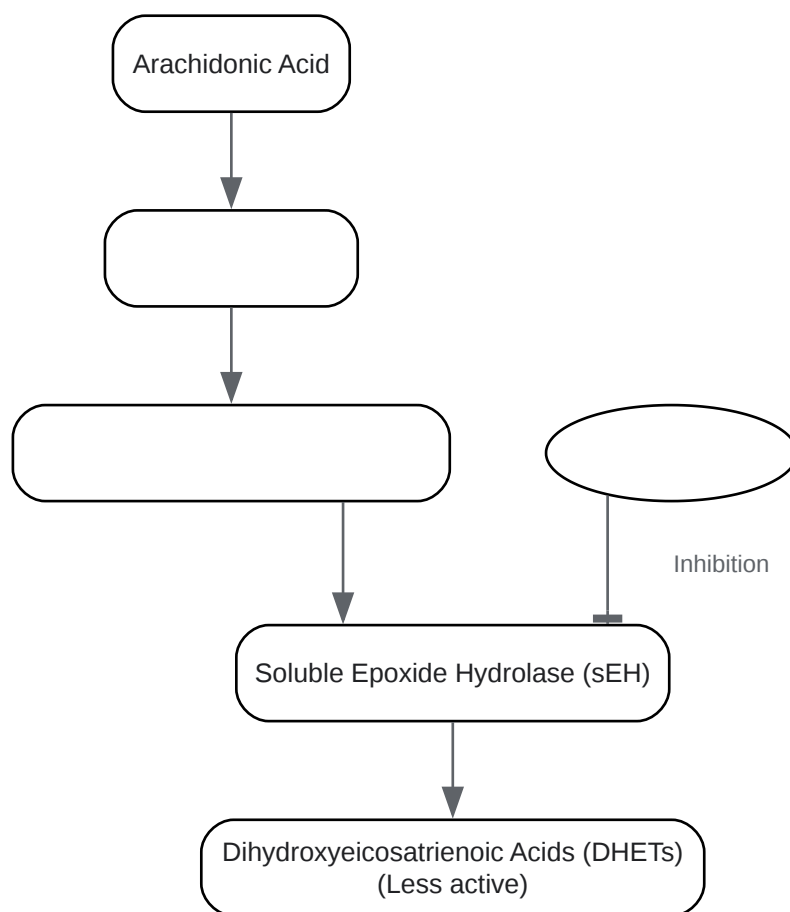 Arachidonic Acid
Inhibition
Soluble Epoxide Hydrolase (sEH)
Dihydroxyeicosatrienoic Acids (DHETs)
(Less active)